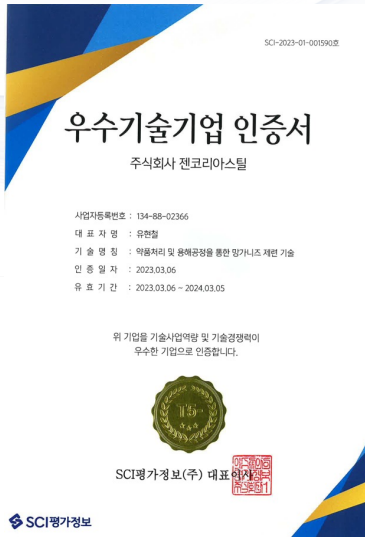 SCI-2023-01-001590호
우수기술기업 인증서
주식회사 젠코리아스틸
사업자등록번호 : 134-88-02366
대 표 자 명 : 유현철
기 술 명 칭 : 약품처리 및 용해공정을 통한 망가니즈 제련 기술
인 증 일 자 : 2023.03.06
유 효 기 간 : 2023.03.06 ~ 2024.03.05
위 기업을 기술사업역량 및 기술경쟁력이
우수한 기업으로 인증합니다.
T5-
SCI평가정보(주) 대표이사
SCI평가정보